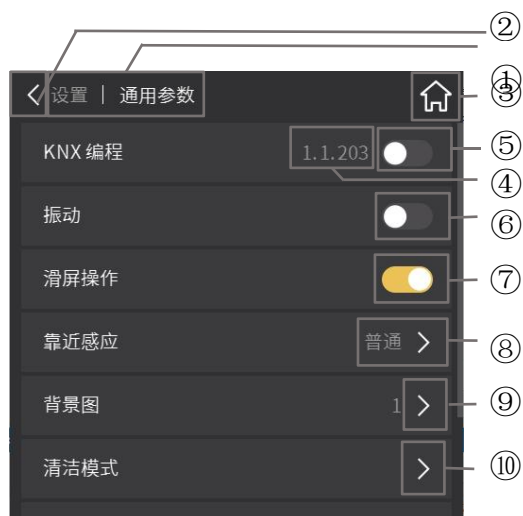 ②
设置 | 通用参数
①
③
KNX 编程 1.1.203
⑤
④
振动
⑥
滑屏操作
⑦
靠近感应 普通
⑧
背景图 1
⑨
清洁模式
⑩